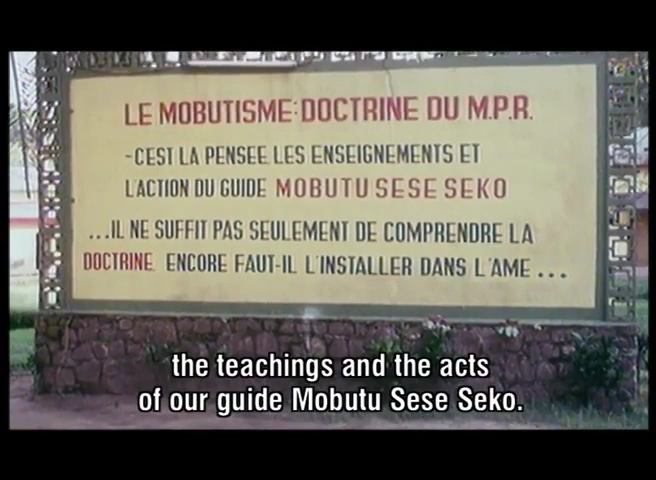 LE MOBUTISME: DOCTRINE DU M.P.R.
-CEST LA PENSEE LES ENSEIGNEMENTS ET
L'ACTION DU GUIDE MOBUTU SESE SEKO
...IL NE SUFFIT PAS SEULEMENT DE COMPRENDRE LA
DOCTRINE. ENCORE FAUT-IL L'INSTALLER DANS L'AME ...
the teachings and the acts
of our guide Mobutu Sese Seko.